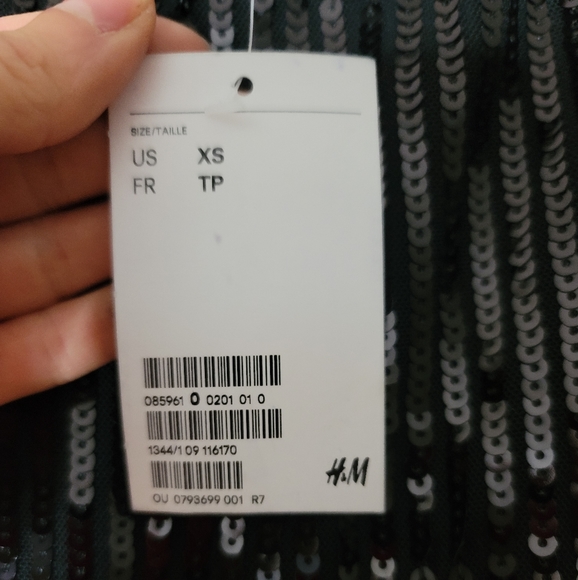 SIZE/TAILLE
US XS
FR TP
085961 0 0201 01 0
1344/1 09 116170
H&M
OU 0793699 001 R7